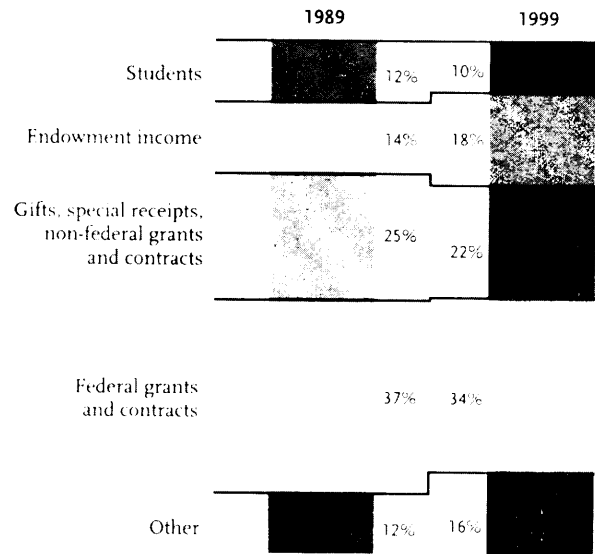 1989 1999
Students 12% 10%
Endowment income 14% 18%
Gifts, special receipts,
non-federal grants 25%
and contracts 22%
Federal grants
and contracts 37% 34%
Other 12% 16%